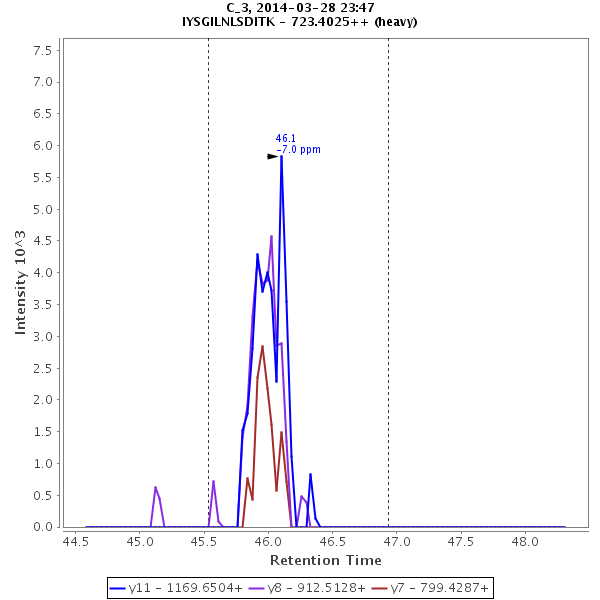 C_3, 2014-03-28 23:47
IYSGILNLSDITK - 723.4025++ (heavy)
7.5
7.0
6.5
6.0
5.5
5.0
4.5
4.0
3.5
3.0
2.5
2.0
1.5
1.0
0.5
0.0
Intensity 10^3
46.1
-7.0 ppm
44.5 45.0 45.5 46.0 46.5 47.0 47.5 48.0
Retention Time
y11 - 1169.6504+ y8 - 912.5128+ y7 - 799.4287+